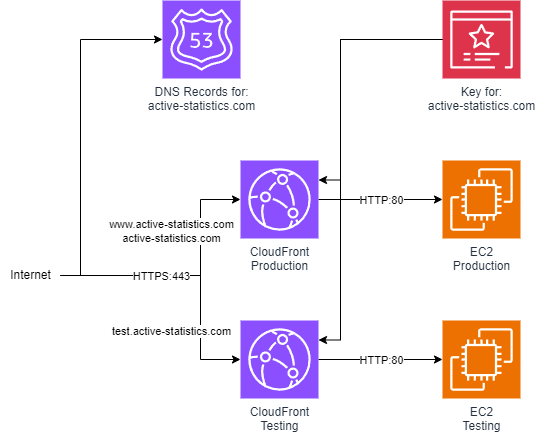 53
DNS Records for:
active-statistics.com
Key for:
active-statistics.com
HTTP:80
www.active-statistics.com
active-statistics.com
CloudFront
Production
EC2
Production
Internet
HTTPS:443
test.active-statistics.com
HTTP:80
CloudFront
Testing
EC2
Testing